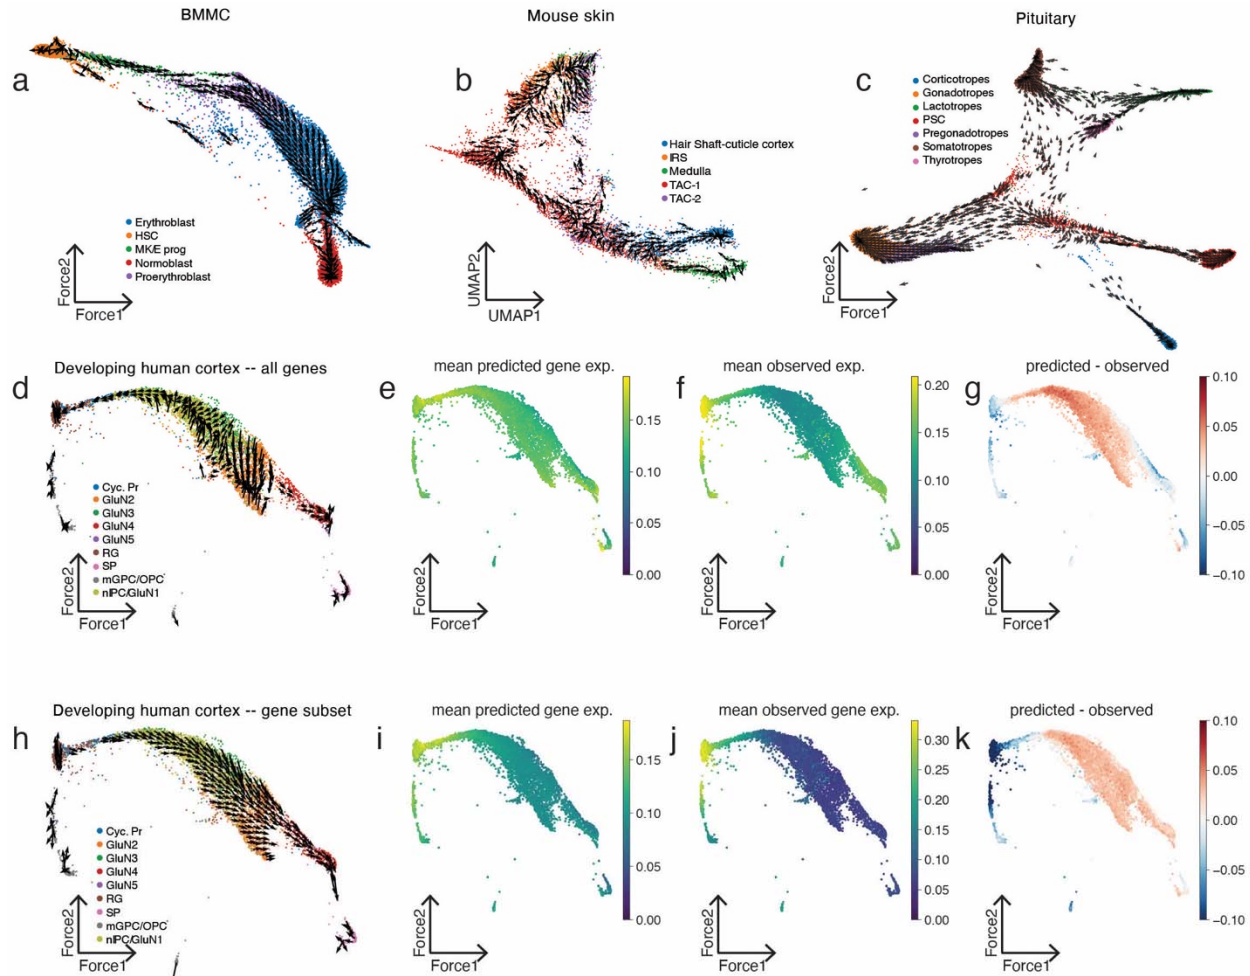 BMMC
Mouse skin
Pituitary
a
Erythroblast
HSC
MK/E prog
Normoblast
Proerythroblast
Force2
Force1
b
Hair Shaft-cuticle cortex
IRS
Medulla
TAC-1
TAC-2
UMAP2
UMAP1
c
Corticotropes
Gonadotropes
Lactotropes
PSC
Pregonadotropes
Somatotropes
Thyrotropes
Force2
Force1
Developing human cortex -- all genes
d
Cyc. Pr
GluN2
GluN3
GluN4
GluN5
RG
SP
mGPC/OPC
nIPC/GluN1
Force2
Force1
mean predicted gene exp.
e
0.15
0.10
0.05
0.00
Force2
Force1
mean observed exp.
f
0.20
0.15
0.10
0.05
0.00
Force2
Force1
predicted - observed
g
0.10
0.05
0.00
−0.05
−0.10
Force2
Force1
Developing human cortex -- gene subset
h
Cyc. Pr
GluN2
GluN3
GluN4
GluN5
RG
SP
mGPC/OPC
nIPC/GluN1
Force2
Force1
mean predicted gene exp.
i
0.15
0.10
0.05
0.00
Force2
Force1
mean observed gene exp.
j
0.30
0.25
0.20
0.15
0.10
0.05
0.00
Force2
Force1
predicted - observed
k
0.10
0.05
0.00
−0.05
−0.10
Force2
Force1